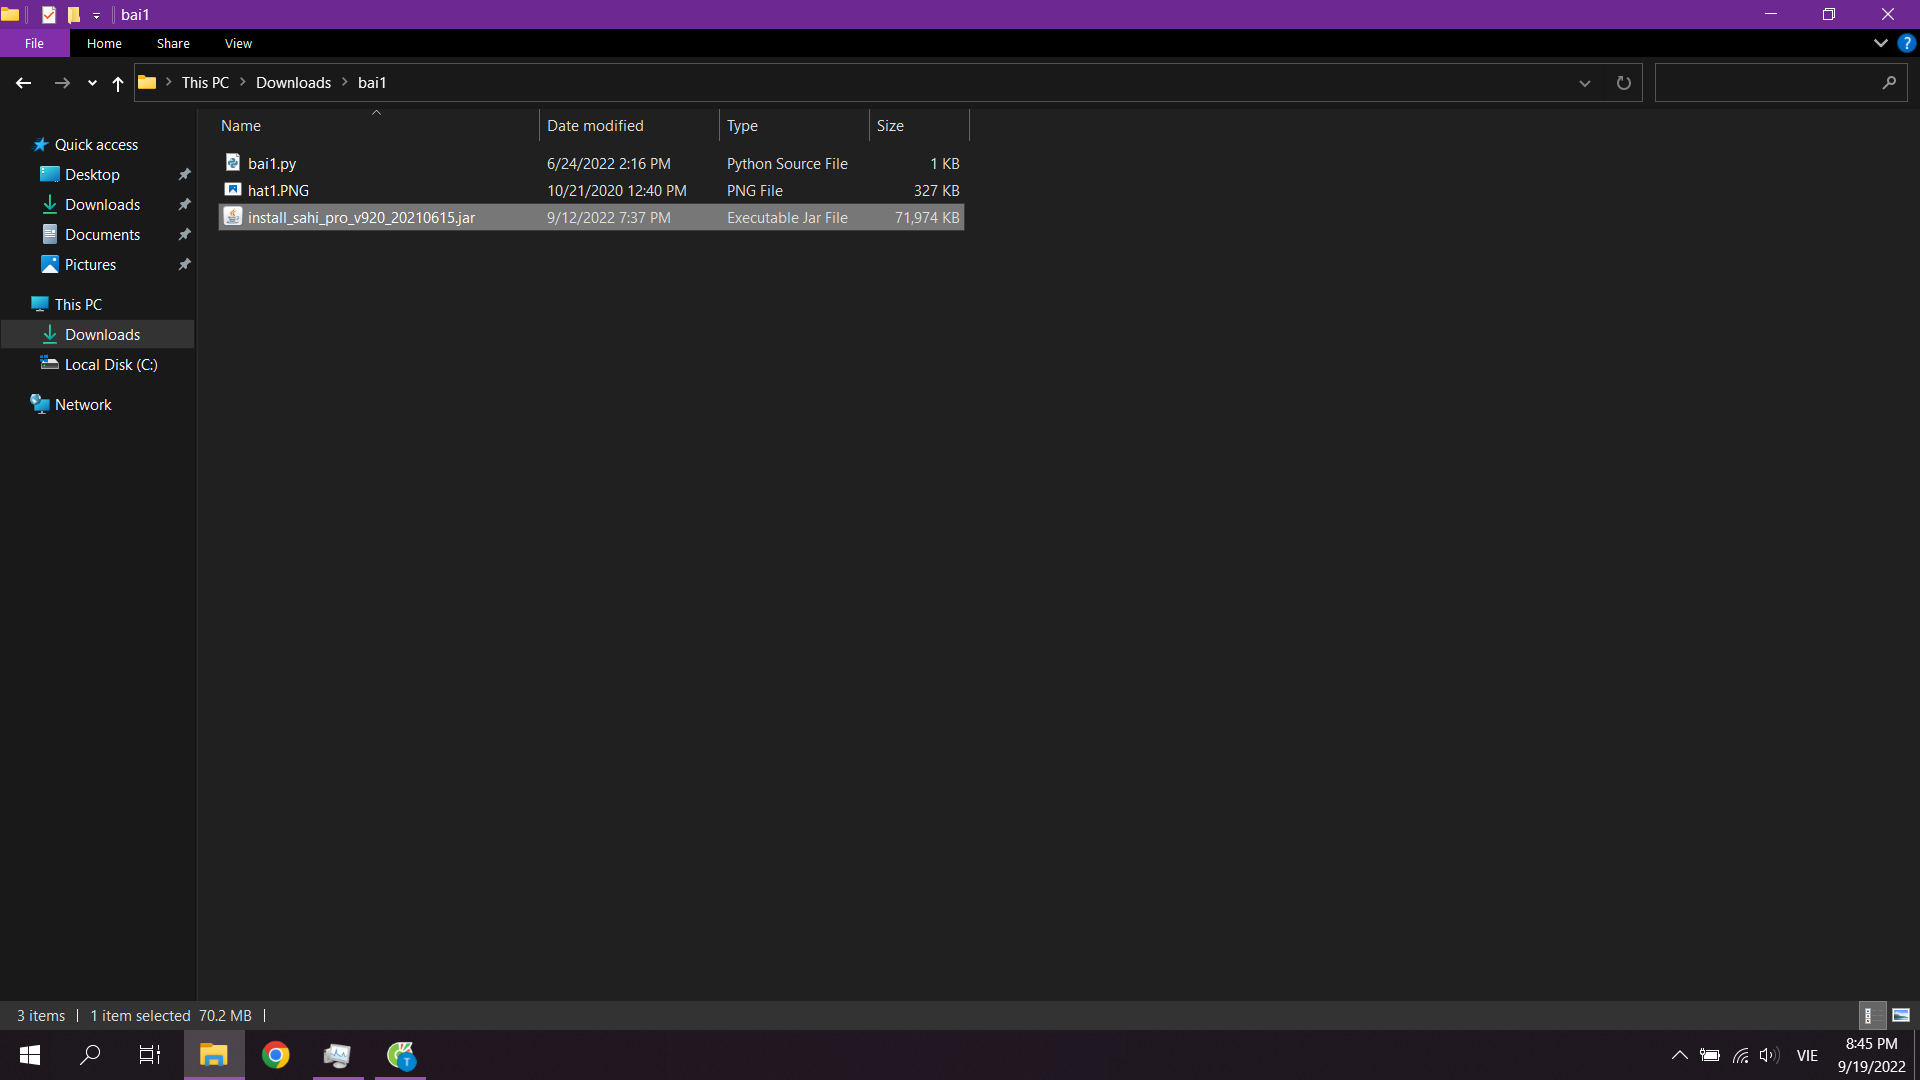 bai1
File Home Share View
This PC Downloads bai1
Name Date modified Type Size
Quick access
Desktop
Downloads
Documents
Pictures
This PC
Downloads
Local Disk (C:)
Network
bai1.py 6/24/2022 2:16 PM Python Source File 1 KB
hat1.PNG 10/21/2020 12:40 PM PNG File 327 KB
install_sahi_pro_v920_20210615.jar 9/12/2022 7:37 PM Executable Jar File 71,974 KB
3 items 1 item selected 70.2 MB
T
VIE
8:45 PM
9/19/2022